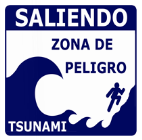 SALIENDO
ZONA DE
PELIGRO
TSUNAMI